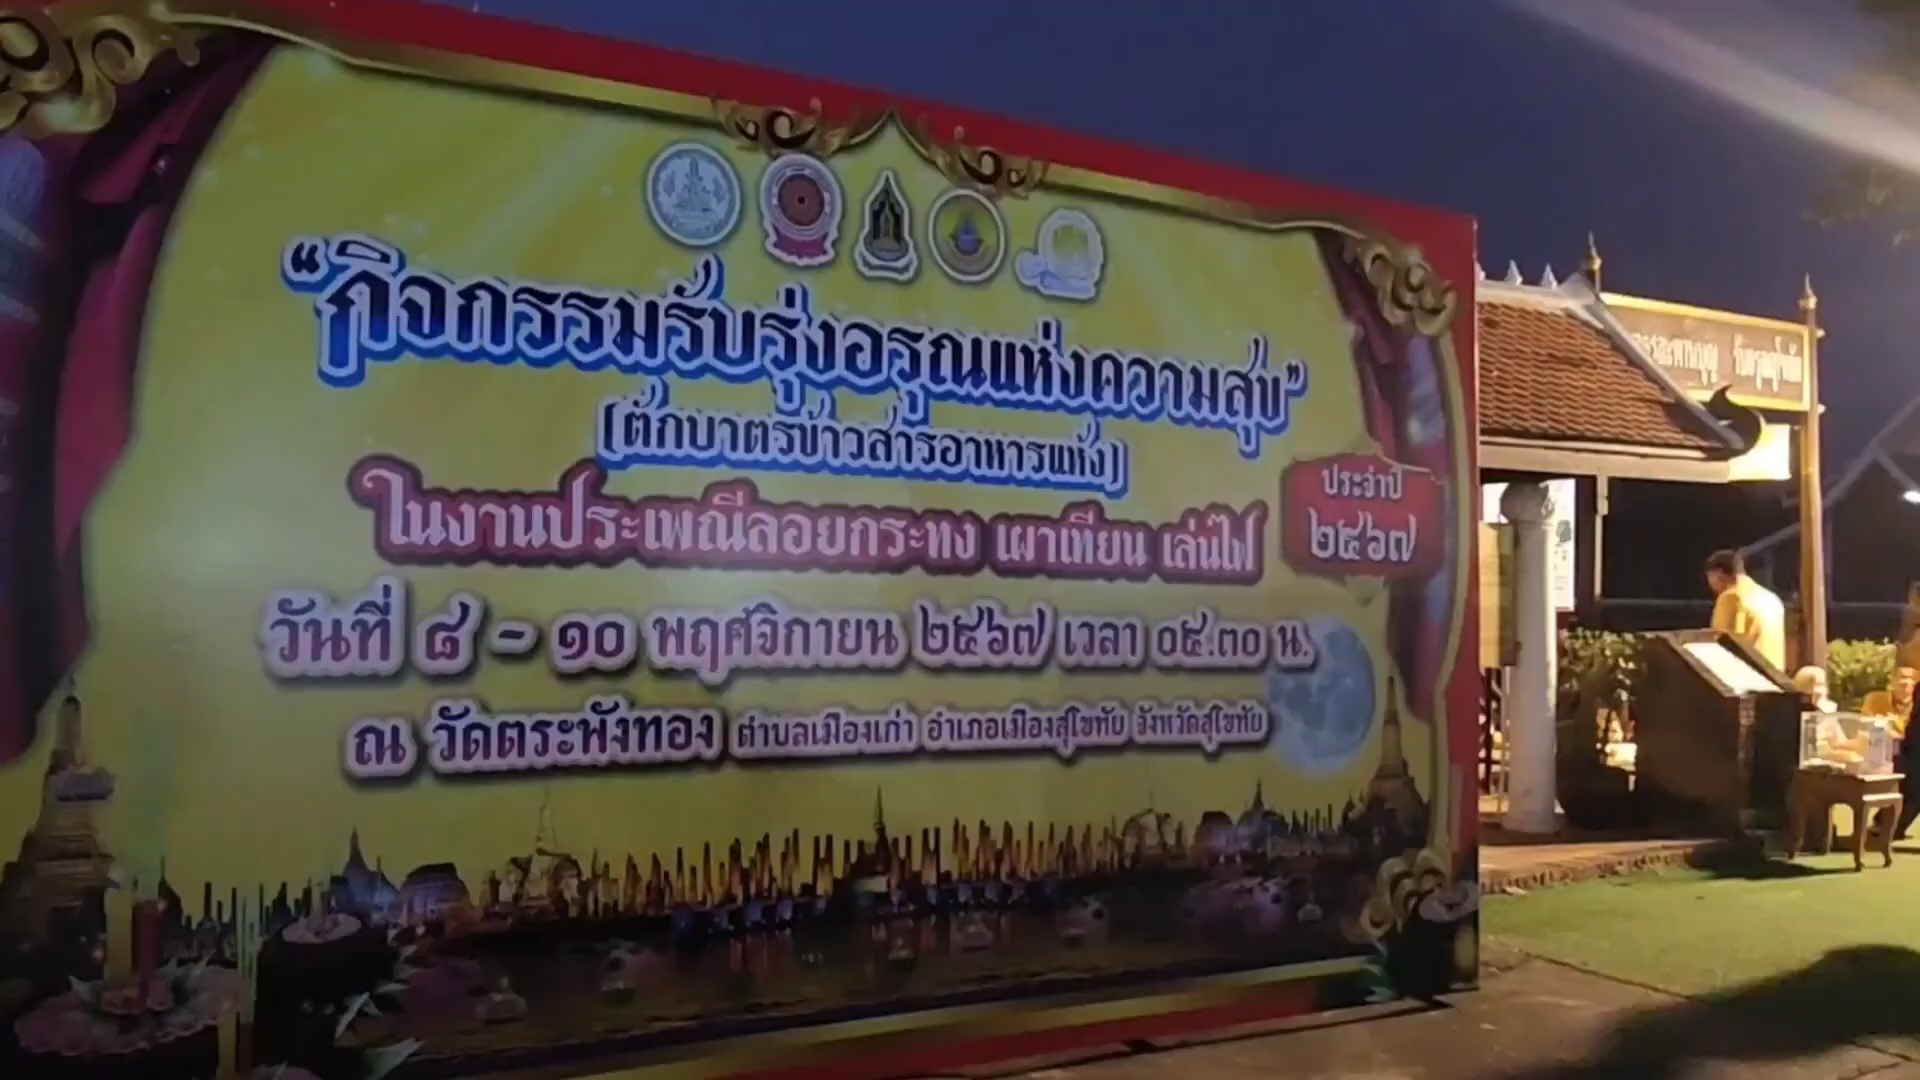 "กิจกรรมรับรุ่งอรุณแห่งความสุข"
(ตักบาตรข้าวสารอาหารแห้ง)
ในงานประเพณีลอยกระทง เผาเทียน เล่นไฟ
ประจำปี
๒๕๖๗
วันที่ ๘ - ๑๐ พฤศจิกายน ๒๕๖๗ เวลา ๐๕.๓๐ น.
ณ วัดตระพังทอง ตำบลเมืองเก่า อำเภอเมืองสุโขทัย จังหวัดสุโขทัย